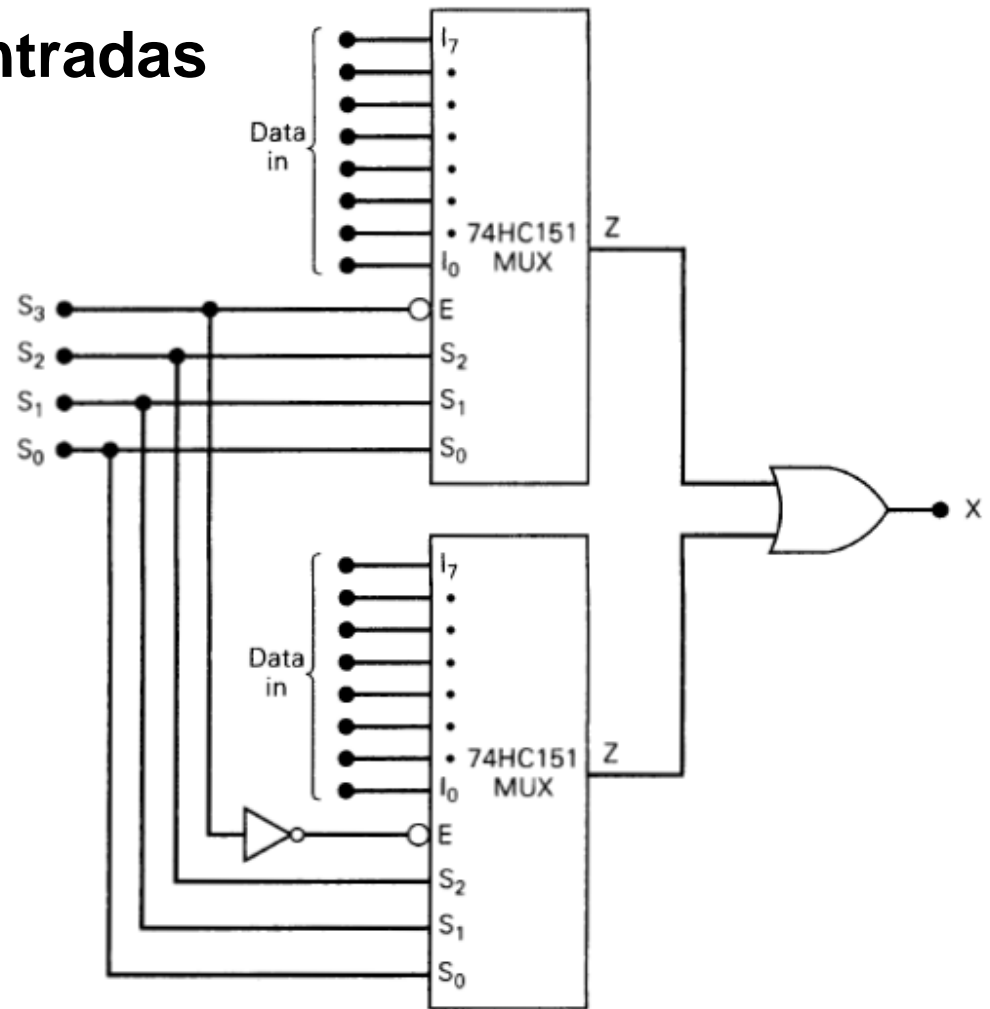 ntradas
I7
Data
in
74HC151
MUX
Z
I0
S3
E
S2
S2
S1
S1
S0
S0
X
I7
Data
in
74HC151
MUX
Z
I0
E
S2
S1
S0